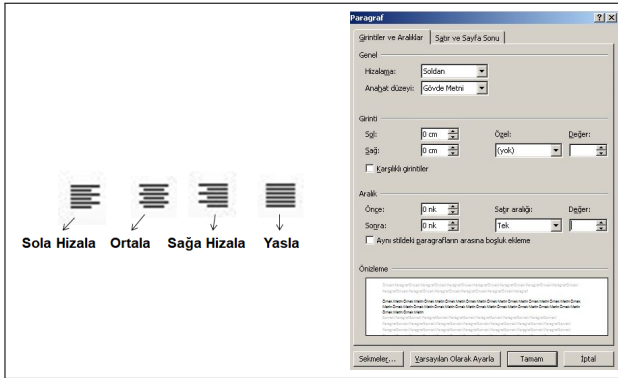 Sola Hizala Ortala Sağa Hizala Yasla
Paragraf
Girintiler ve Aralıklar Satır ve Sayfa Sonu
Genel
Hizalama: Soldan
Anahat düzeyi: Gövde Metni
Girinti
Sol: 0 cm Özel: Değer:
Sağ: 0 cm (yok)
Karşılıklı girintiler
Aralık
Önce: 0 nk Satır aralığı: Değer:
Sonra: 0 nk Tek
Aynı stildeki paragrafların arasına boşluk ekleme
Önizleme
Sekmeler... Varsayılan Olarak Ayarla Tamam İptal